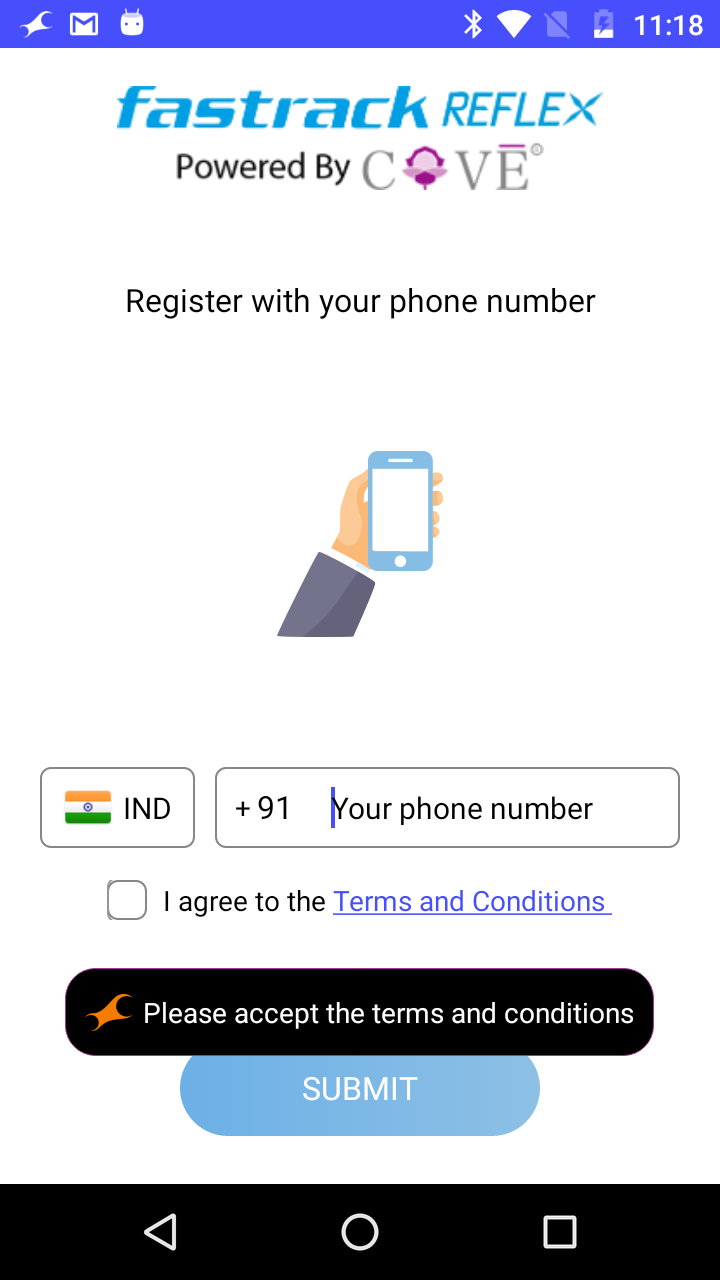 11:18
fastrack REFLEX
Powered By COVE®
Register with your phone number
IND
+ 91
Your phone number
I agree to the Terms and Conditions
Please accept the terms and conditions
SUBMIT